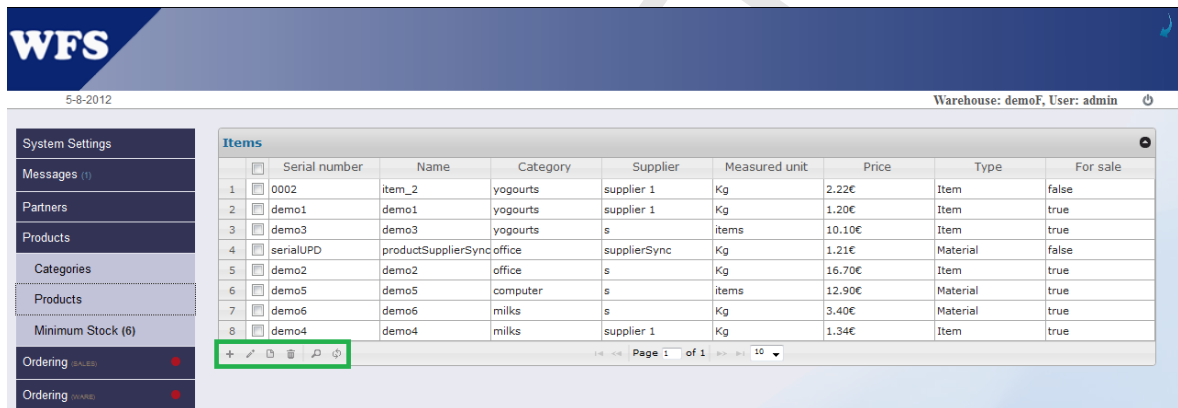 WFS
5-8-2012 Warehouse: demoF, User: admin
System Settings
Messages (1)
Partners
Products
Categories
Products
Minimum Stock (6)
Ordering (SALES)
Ordering (WARE)
Items
Serial number Name Category Supplier Measured unit Price Type For sale
1 0002 item_2 yogourts supplier 1 Kg 2.22€ Item false
2 demo1 demo1 yogourts supplier 1 Kg 1.20€ Item true
3 demo3 demo3 yogourts s items 10.10€ Item true
4 serialUPD productSupplierSync office supplierSync Kg 1.21€ Material false
5 demo2 demo2 office s Kg 16.70€ Item true
6 demo5 demo5 computer s items 12.90€ Material true
7 demo6 demo6 milks s Kg 3.40€ Material true
8 demo4 demo4 milks supplier 1 Kg 1.34€ Item true
Page 1 of 1 10